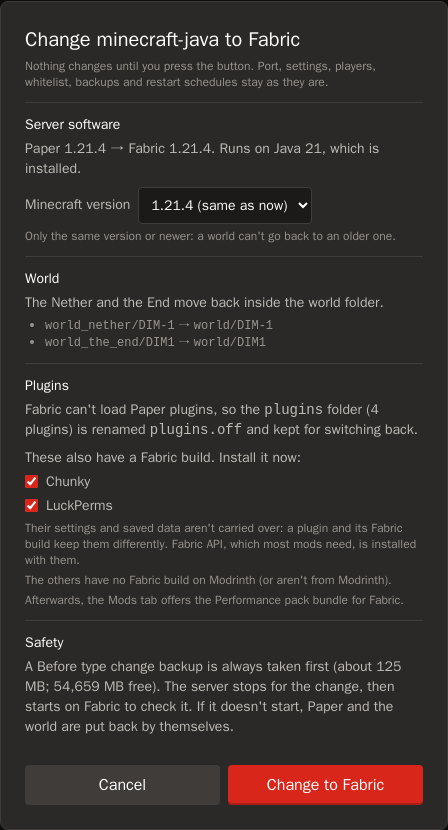 Change minecraft-java to Fabric
Nothing changes until you press the button. Port, settings, players,
whitelist, backups and restart schedules stay as they are.
Server software
Paper 1.21.4 → Fabric 1.21.4. Runs on Java 21, which is
installed.
Minecraft version 1.21.4 (same as now)
Only the same version or newer: a world can't go back to an older one.
World
The Nether and the End move back inside the world folder.
• world_nether/DIM-1 → world/DIM-1
• world_the_end/DIM1 → world/DIM1
Plugins
Fabric can't load Paper plugins, so the plugins folder (4
plugins) is renamed plugins.off and kept for switching back.
These also have a Fabric build. Install it now:
Chunky
LuckPerms
Their settings and saved data aren't carried over: a plugin and its Fabric
build keep them differently. Fabric API, which most mods need, is installed
with them.
The others have no Fabric build on Modrinth (or aren't from Modrinth).
Afterwards, the Mods tab offers the Performance pack bundle for Fabric.
Safety
A Before type change backup is always taken first (about 125
MB; 54,659 MB free). The server stops for the change, then
starts on Fabric to check it. If it doesn't start, Paper and the
world are put back by themselves.
Cancel
Change to Fabric